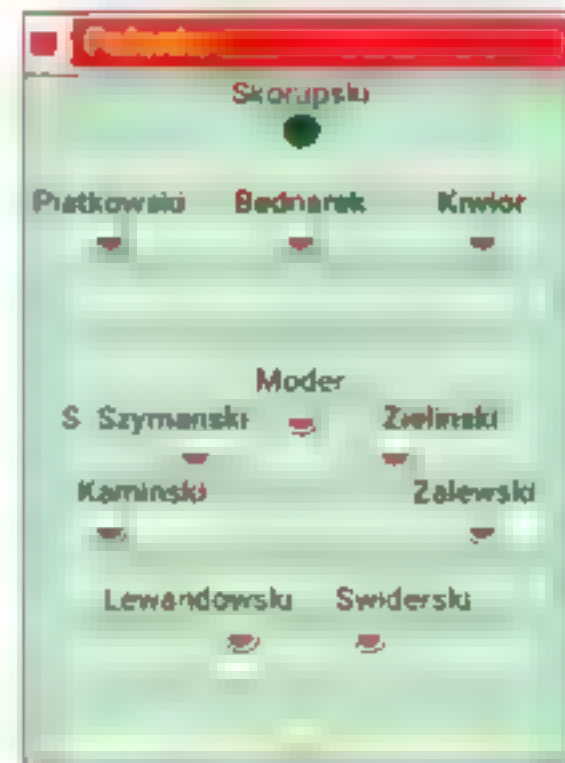 Skorupski
Piatkowski Bednarek Kiwior
Moder
S Szymanski Zielinski
Kaminski Zalewski
Lewandowski Swiderski